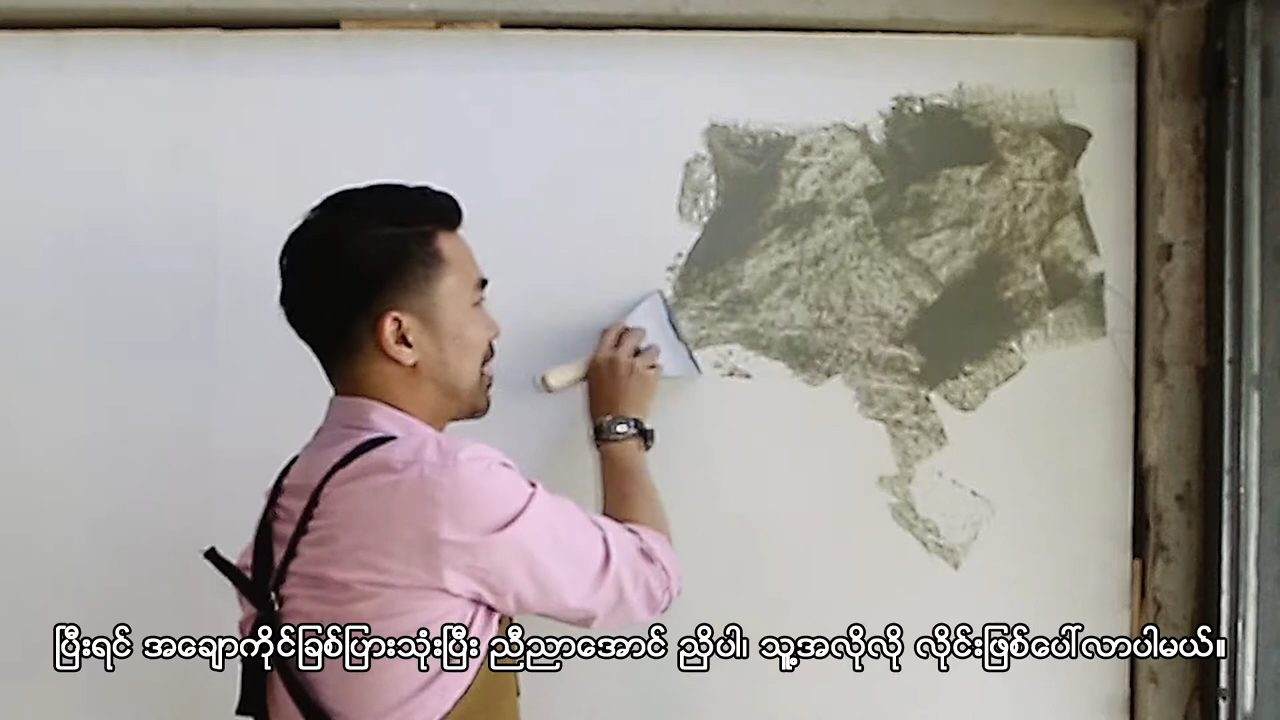 ပြီးရင် အချောကိုင်ခြစ်ပြားသုံးပြီး ညီညာအောင် ညှိပါ၊ သူ့အလိုလို လိုင်းဖြစ်ပေါ်လာပါမယ်။